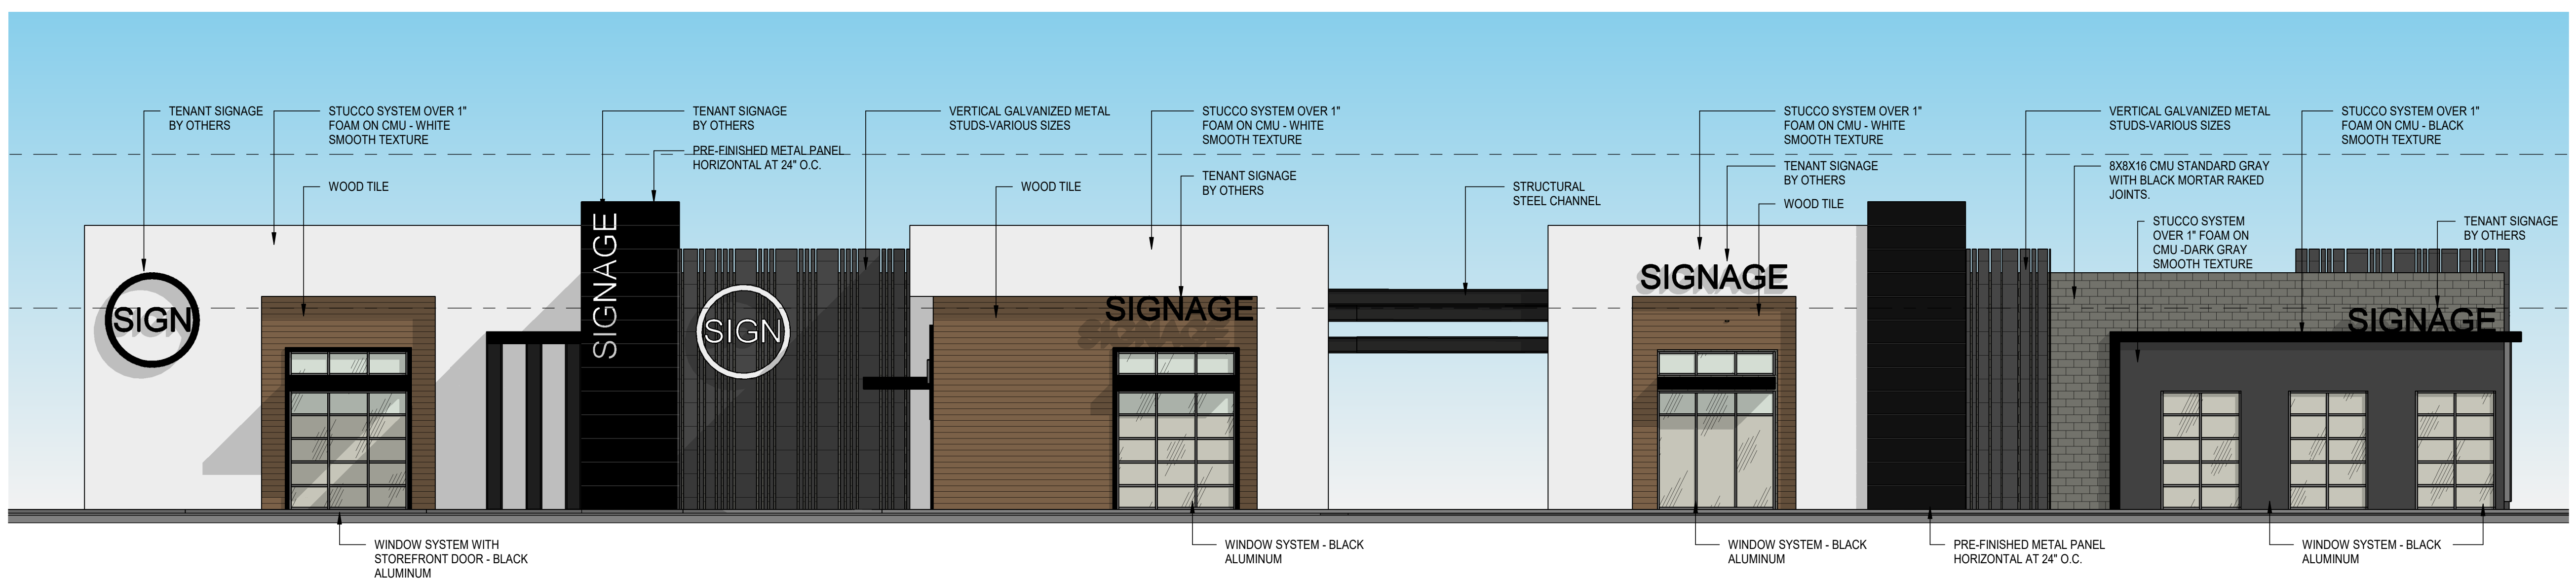 TENANT SIGNAGE
BY OTHERS
STUCCO SYSTEM OVER 1"
FOAM ON CMU - WHITE
SMOOTH TEXTURE
WOOD TILE
TENANT SIGNAGE
BY OTHERS
PRE-FINISHED METAL PANEL
HORIZONTAL AT 24" O.C.
VERTICAL GALVANIZED METAL
STUDS-VARIOUS SIZES
WOOD TILE
STUCCO SYSTEM OVER 1"
FOAM ON CMU - WHITE
SMOOTH TEXTURE
TENANT SIGNAGE
BY OTHERS
STRUCTURAL
STEEL CHANNEL
STUCCO SYSTEM OVER 1"
FOAM ON CMU - WHITE
SMOOTH TEXTURE
TENANT SIGNAGE
BY OTHERS
WOOD TILE
VERTICAL GALVANIZED METAL
STUDS-VARIOUS SIZES
8X8X16 CMU STANDARD GRAY
WITH BLACK MORTAR RAKED
JOINTS.
STUCCO SYSTEM
OVER 1" FOAM ON
CMU -DARK GRAY
SMOOTH TEXTURE
STUCCO SYSTEM OVER 1"
FOAM ON CMU - BLACK
SMOOTH TEXTURE
TENANT SIGNAGE
BY OTHERS
SIGN
SIGNAGE
SIGN
SIGNAGE
SIGNAGE
SIGNAGE
WINDOW SYSTEM WITH
STOREFRONT DOOR - BLACK
ALUMINUM
WINDOW SYSTEM - BLACK
ALUMINUM
WINDOW SYSTEM - BLACK
ALUMINUM
PRE-FINISHED METAL PANEL
HORIZONTAL AT 24" O.C.
WINDOW SYSTEM - BLACK
ALUMINUM